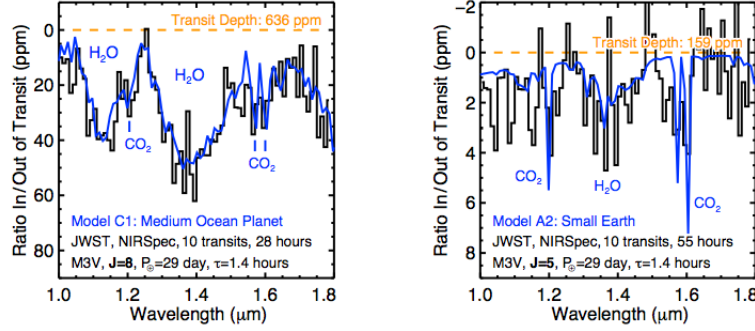 Transit Depth: 636 ppm
H₂O
H₂O
CO₂
CO₂
Model C1: Medium Ocean Planet
JWST, NIRSpec, 10 transits, 28 hours
M3V, J=8, P⊕=29 day, τ=1.4 hours
Ratio In/Out of Transit (ppm)
0
20
40
60
80
1.0 1.2 1.4 1.6 1.8
Wavelength (μm)
Transit Depth: 159 ppm
CO₂
H₂O
CO₂
Model A2: Small Earth
JWST, NIRSpec, 10 transits, 55 hours
M3V, J=5, P⊕=29 day, τ=1.4 hours
Ratio In/Out of Transit (ppm)
−2
0
2
4
6
8
1.0 1.2 1.4 1.6 1.8
Wavelength (μm)